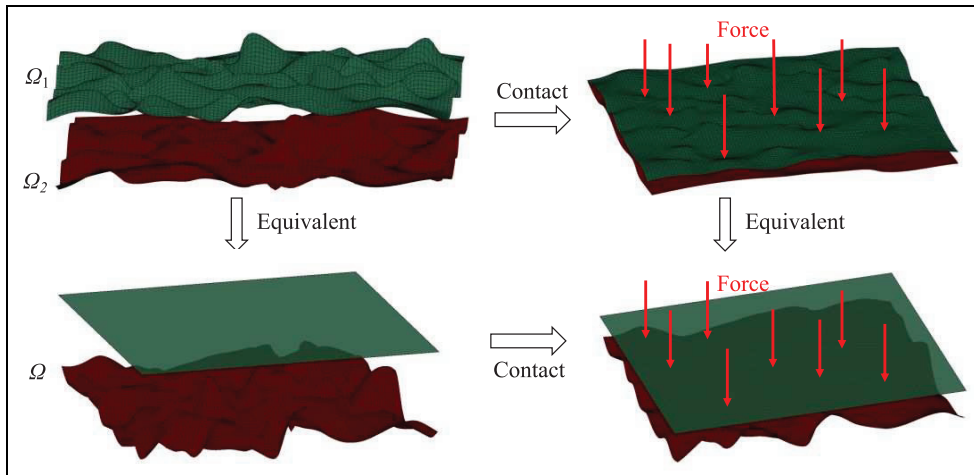 Ω1
Contact
Force
Ω2
Equivalent
Equivalent
Force
Ω
Contact